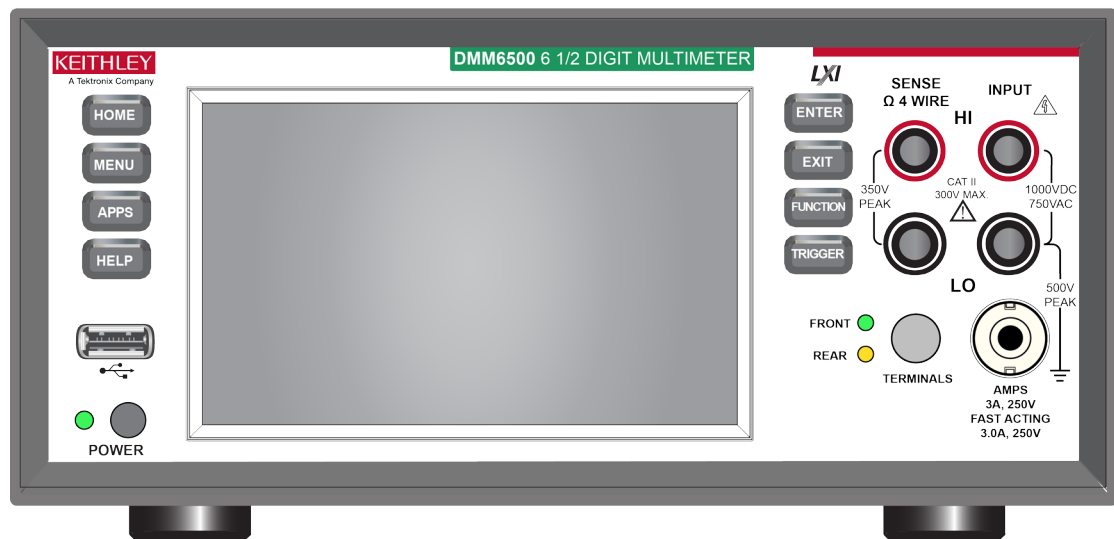 KEITHLEY
A Tektronix Company
DMM6500 6 1/2 DIGIT MULTIMETER
LXI
HOME
MENU
APPS
HELP
POWER
ENTER
EXIT
FUNCTION
TRIGGER
SENSE
Ω 4 WIRE
INPUT
HI
350V
PEAK
CAT II
300V MAX.
1000VDC
750VAC
LO
500V
PEAK
FRONT
REAR
TERMINALS
AMPS
3A, 250V
FAST ACTING
3.0A, 250V